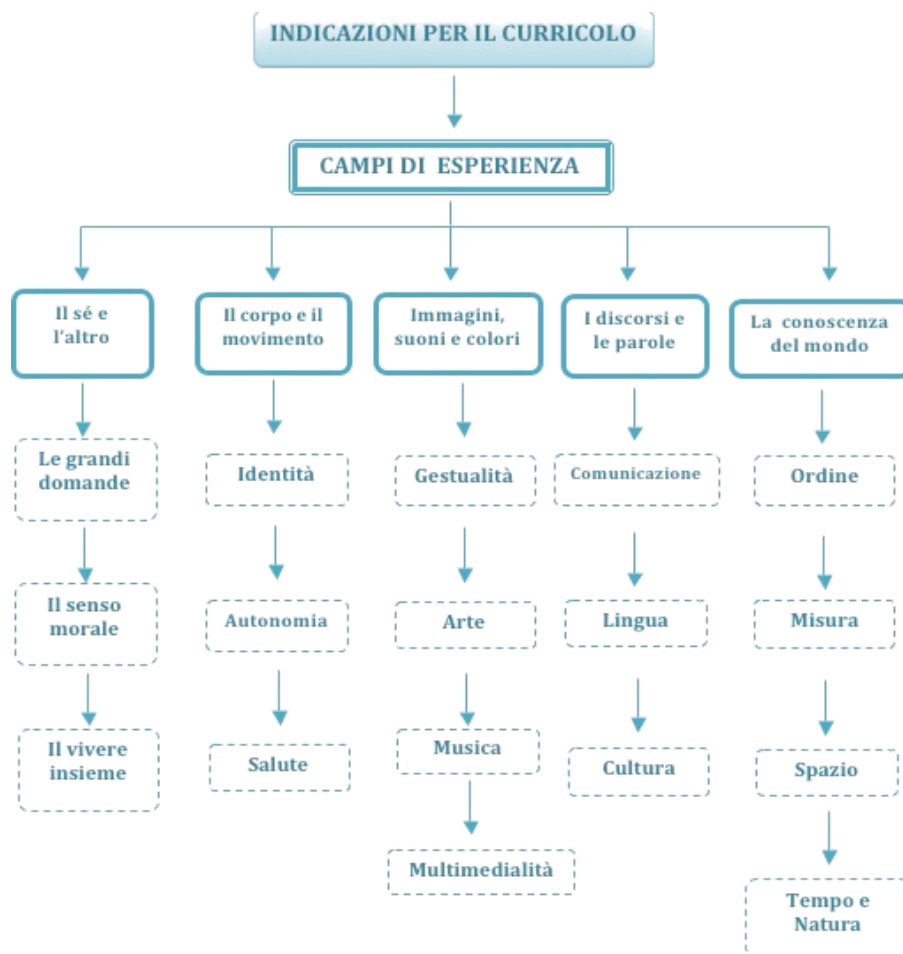 INDICAZIONI PER IL CURRICOLO
CAMPI DI ESPERIENZA
Il sé e
l'altro
Il corpo e il
movimento
Immagini,
suoni e colori
I discorsi e
le parole
La conoscenza
del mondo
Le grandi
domande
Identità
Gestualità
Comunicazione
Ordine
Il senso
morale
Autonomia
Arte
Lingua
Misura
Il vivere
insieme
Salute
Musica
Cultura
Spazio
Multimedialità
Tempo e
Natura